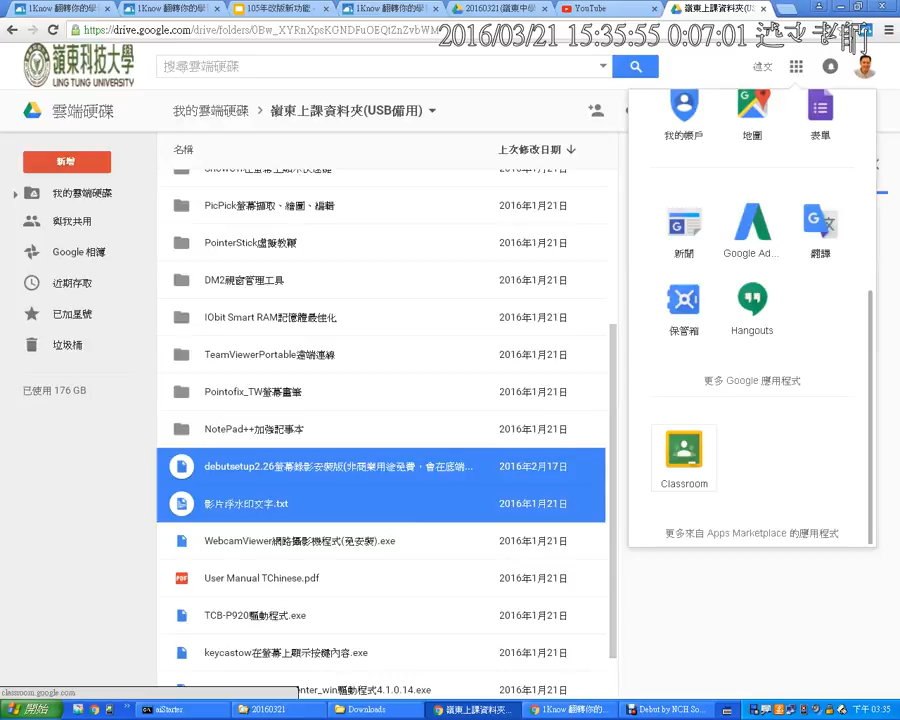 1Know 翻轉你的學
1Know 翻轉你的學
105年改版新功能
1Know 翻轉你的學
20160321(嶺東中
YouTube
嶺東上課資料夾(US
2016/03/21 15:35:55 0:07:01
嶺東科技大學
LING TUNG UNIVERSITY
搜尋雲端硬碟
雲端硬碟
我的雲端硬碟 > 嶺東上課資料夾(USB備用)
新增
我的雲端硬碟
與我共用
Google 相簿
近期存取
已加星號
垃圾桶
已使用 176 GB
名稱 上次修改日期
PicPick螢幕擷取、繪圖、編輯 2016年1月21日
PointerStick虛擬教鞭 2016年1月21日
DM2視窗管理工具 2016年1月21日
IObit Smart RAM記憶體最佳化 2016年1月21日
TeamViewerPortable遠端連線 2016年1月21日
Pointofix_TW螢幕畫筆 2016年1月21日
NotePad++加強記事本 2016年1月21日
debutsetup2.26螢幕錄影安裝版(非商業用途免費，會在底端... 2016年2月17日
影片浮水印文字.txt 2016年1月21日
WebcamViewer網路攝影機程式(免安裝).exe 2016年1月21日
User Manual TChinese.pdf 2016年1月21日
TCB-P920驅動程式.exe 2016年1月21日
keycastow在螢幕上顯示按鍵內容.exe 2016年1月21日
enter_win驅動程式4.1.0.14.exe 2016年1月21日
我的帳戶 地圖 表單
新聞 Google Ad... 翻譯
保管箱 Hangouts
更多 Google 應用程式
Classroom
更多來自 Apps Marketplace 的應用程式
classroom.google.com
開始
aiStarter
20160321
Downloads
嶺東上課資料夾...
1Know 翻轉你的...
Debut by NCH So...
下午 03:35